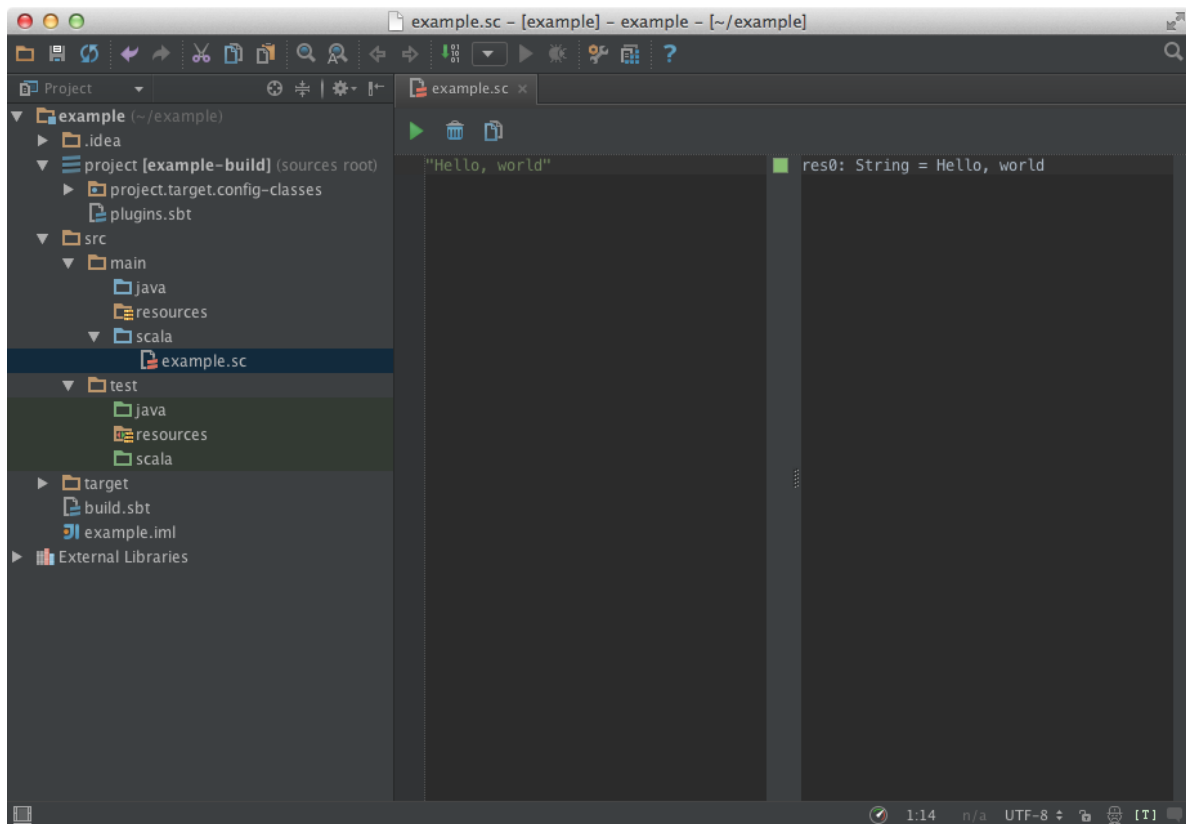 example.sc – [example] – example – [~/example]
Project
example.sc
example (~/example)
.idea
project [example-build] (sources root)
project.target.config-classes
plugins.sbt
src
main
java
resources
scala
example.sc
test
java
resources
scala
target
build.sbt
example.iml
External Libraries
"Hello, world"
res0: String = Hello, world
1:14 n/a UTF-8 [T]